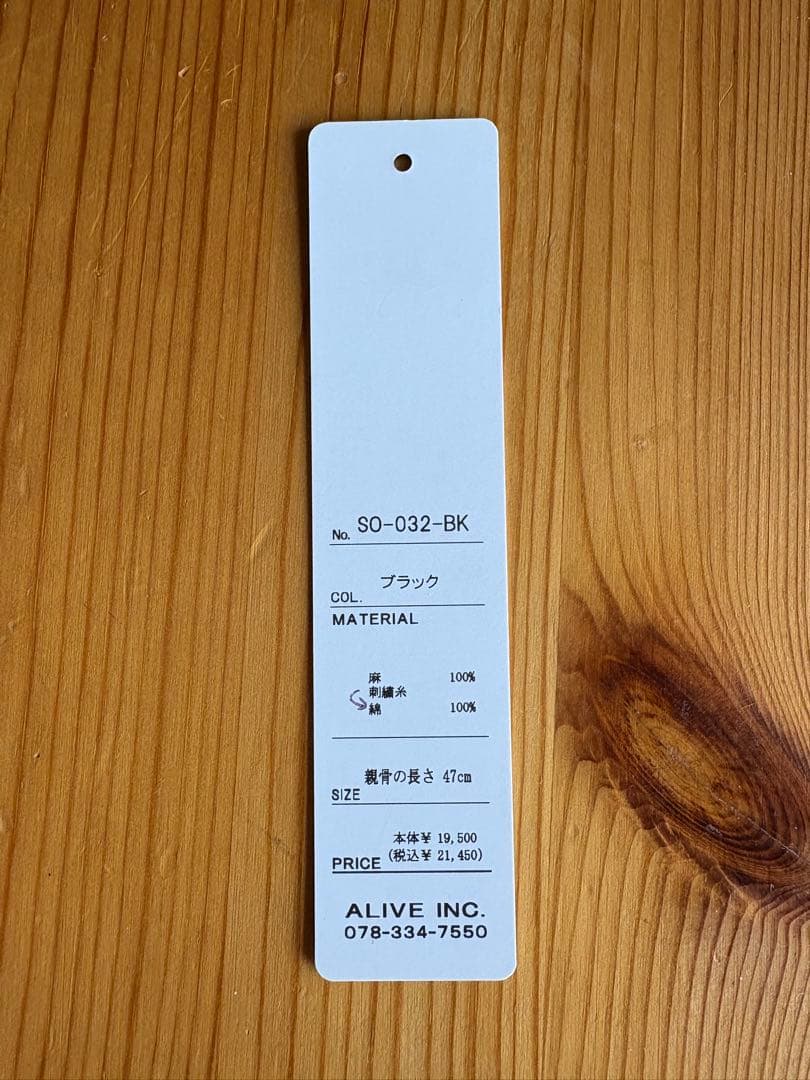 No. SO-032-BK
COL. ブラック
MATERIAL
麻 100%
刺繍糸
綿 100%
SIZE 親骨の長さ 47cm
本体¥ 19,500
PRICE (税込¥ 21,450)
ALIVE INC.
078-334-7550